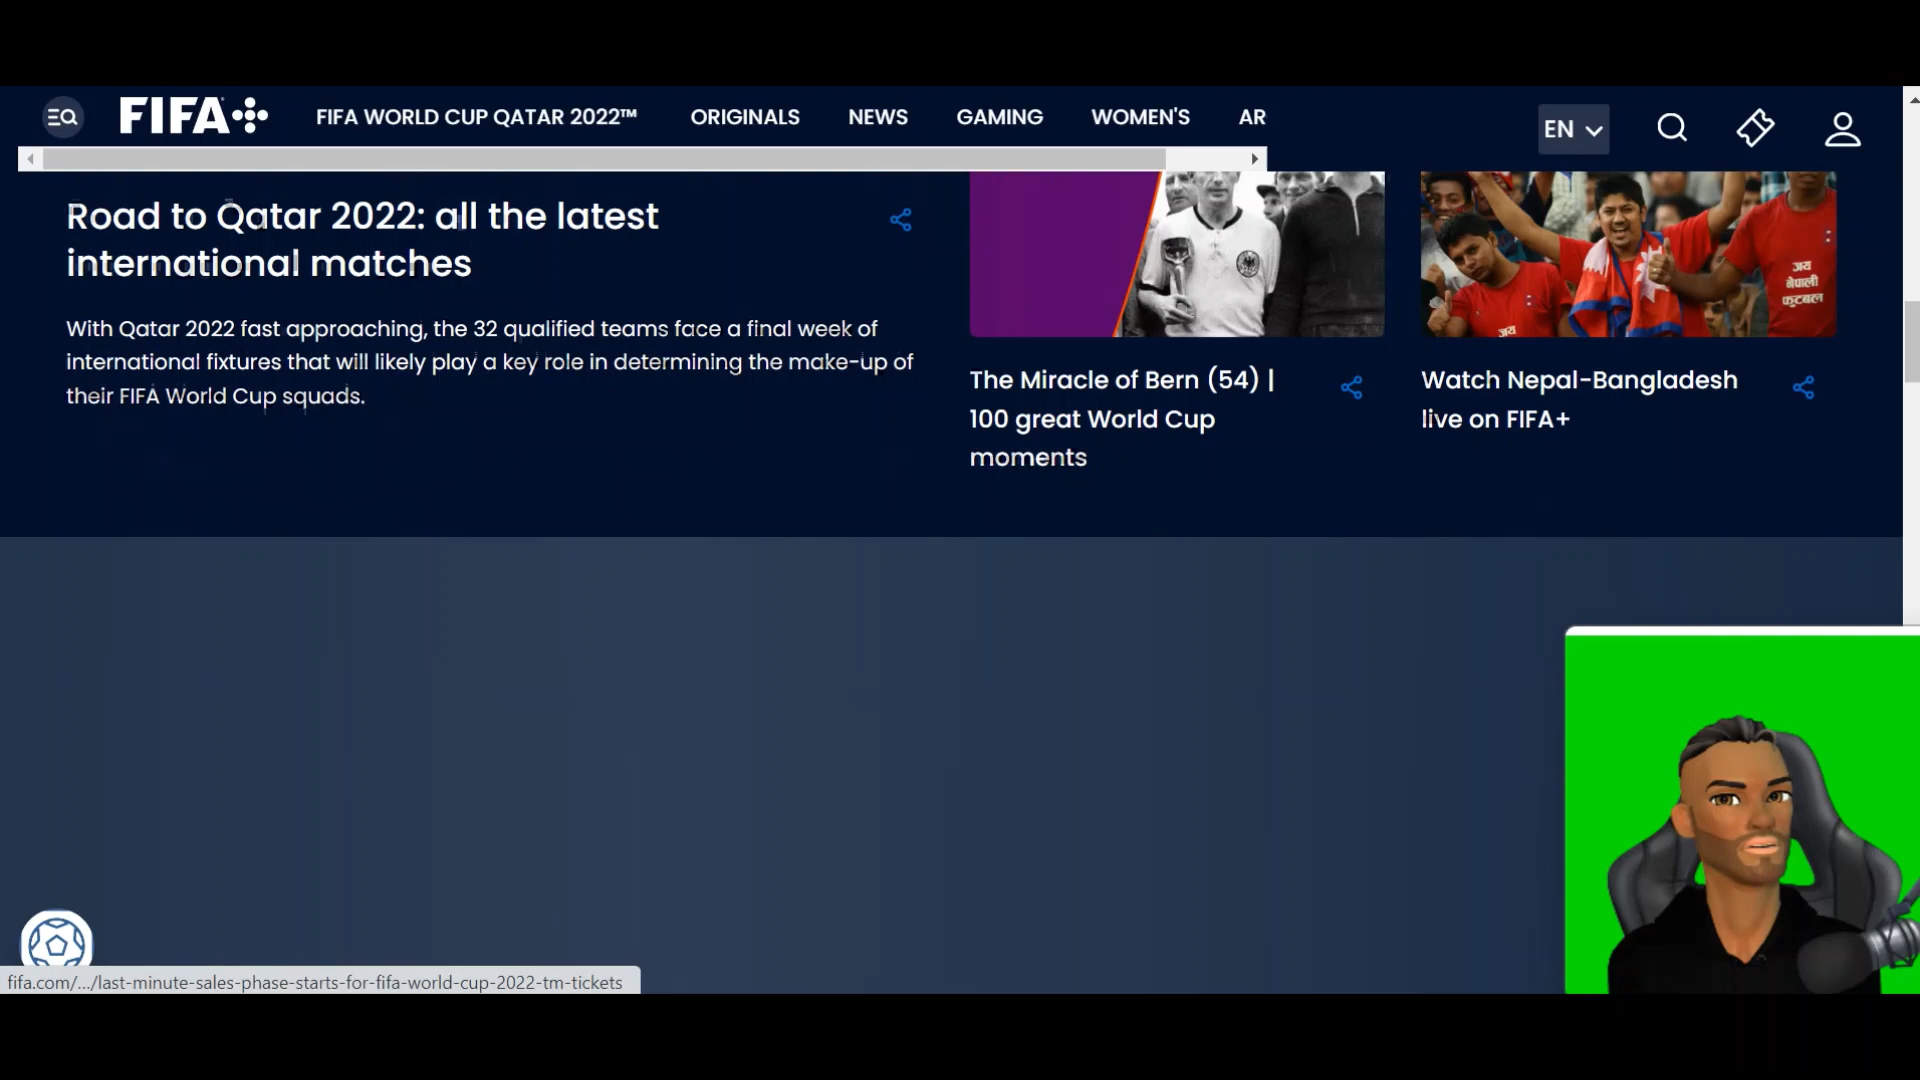 FIFA+
FIFA WORLD CUP QATAR 2022™
ORIGINALS
NEWS
GAMING
WOMEN'S
AR
EN
Road to Qatar 2022: all the latest
international matches
With Qatar 2022 fast approaching, the 32 qualified teams face a final week of
international fixtures that will likely play a key role in determining the make-up of
their FIFA World Cup squads.
The Miracle of Bern (54) |
100 great World Cup
moments
जय
जय
नेपाली
फूटबल
Watch Nepal-Bangladesh
live on FIFA+
fifa.com/.../last-minute-sales-phase-starts-for-fifa-world-cup-2022-tm-tickets